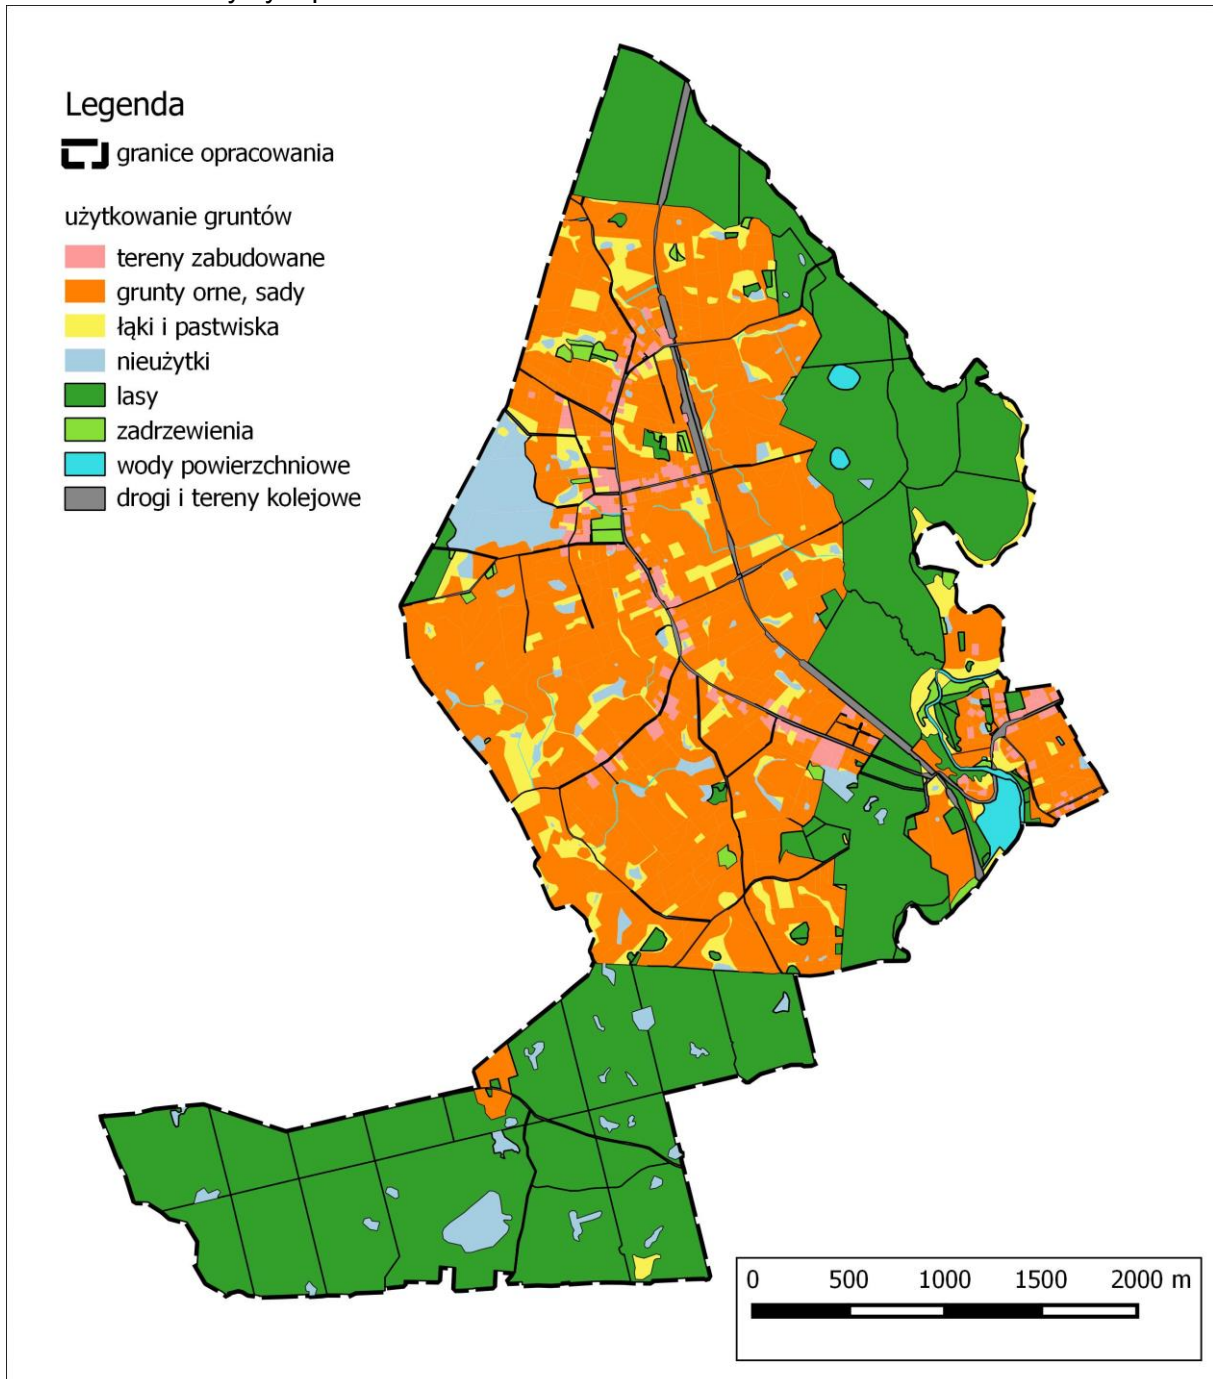 Legenda
granice opracowania
użytkowanie gruntów
tereny zabudowane
grunty orne, sady
łąki i pastwiska
nieużytki
lasy
zadrzewienia
wody powierzchniowe
drogi i tereny kolejowe
0 500 1000 1500 2000 m